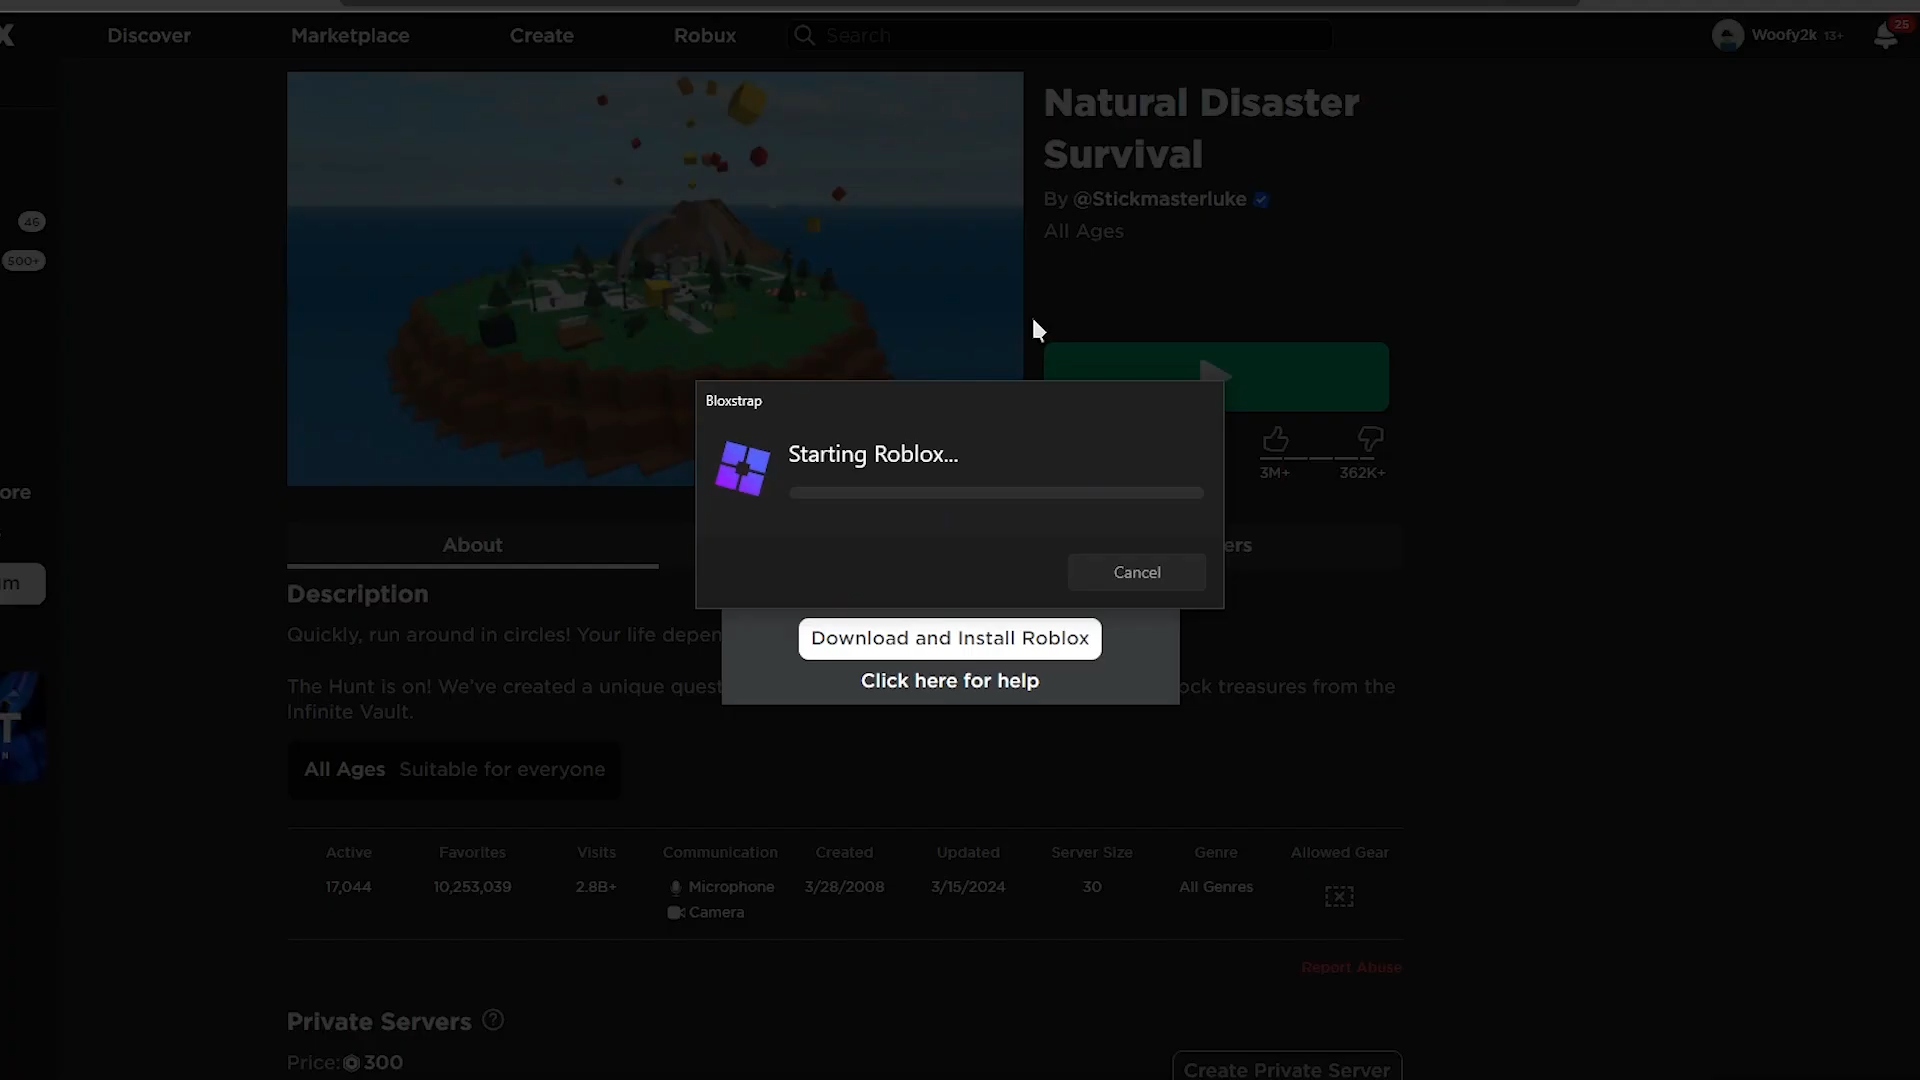 X
Discover
Marketplace
Create
Robux
Search
Woofy2k 13+
25
Natural Disaster
Survival
By @Stickmasterluke
All Ages
46
500+
3M+
362K+
Bloxstrap
Starting Roblox...
Cancel
ore
m
About
ers
Description
Download and Install Roblox
Click here for help
Quickly, run around in circles! Your life depen
The Hunt is on! We've created a unique quest
ock treasures from the
Infinite Vault.
T
N
All Ages Suitable for everyone
Active Favorites Visits Communication Created Updated Server Size Genre Allowed Gear
17,044 10,253,039 2.8B+ Microphone 3/28/2008 3/15/2024 30 All Genres
Camera
Report Abuse
Private Servers ?
Price: 300
Create Private Server